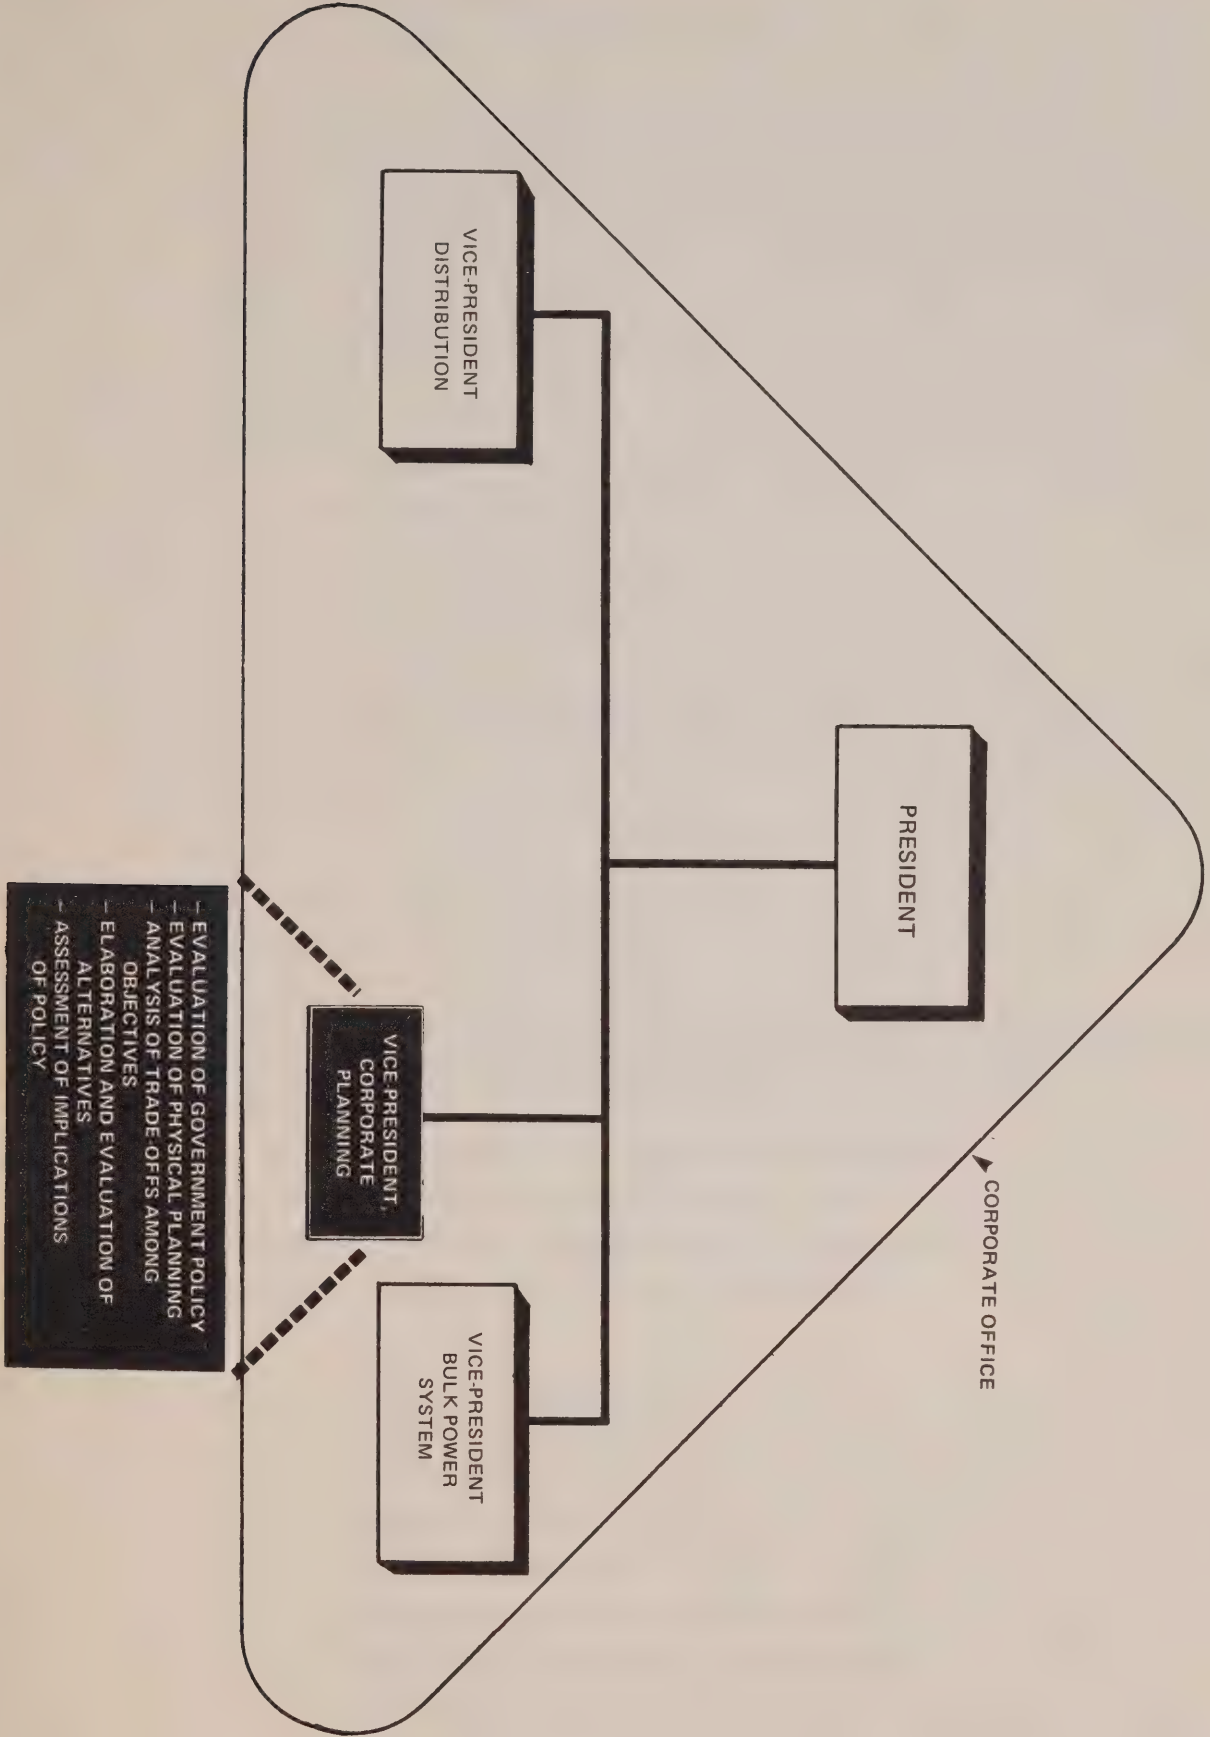 CORPORATE OFFICE
PRESIDENT
VICE-PRESIDENT
DISTRIBUTION
VICE-PRESIDENT,
CORPORATE
PLANNING
VICE-PRESIDENT
BULK POWER
SYSTEM
– EVALUATION OF GOVERNMENT POLICY
– EVALUATION OF PHYSICAL PLANNING
– ANALYSIS OF TRADE-OFFS AMONG
OBJECTIVES
– ELABORATION AND EVALUATION OF
ALTERNATIVES
– ASSESSMENT OF IMPLICATIONS
OF POLICY